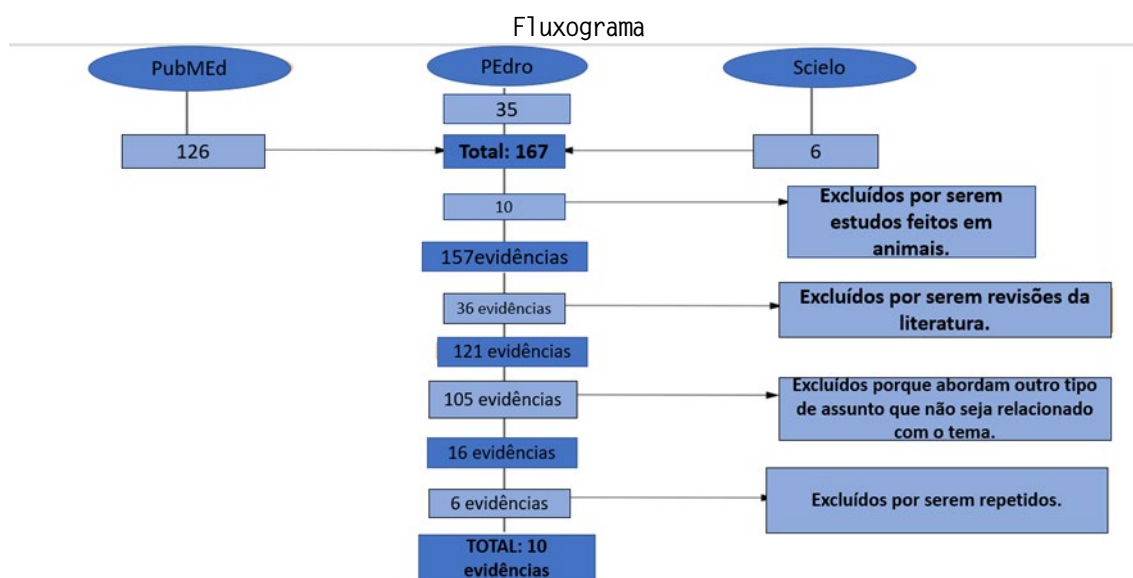 Fluxograma
PubMEd
PEdro
Scielo
35
126
Total: 167
6
10
Excluídos por serem
estudos feitos em
animais.
157evidências
36 evidências
Excluídos por serem revisões da
literatura.
121 evidências
105 evidências
Excluídos porque abordam outro tipo
de assunto que não seja relacionado
com o tema.
16 evidências
6 evidências
Excluídos por serem repetidos.
TOTAL: 10
evidências